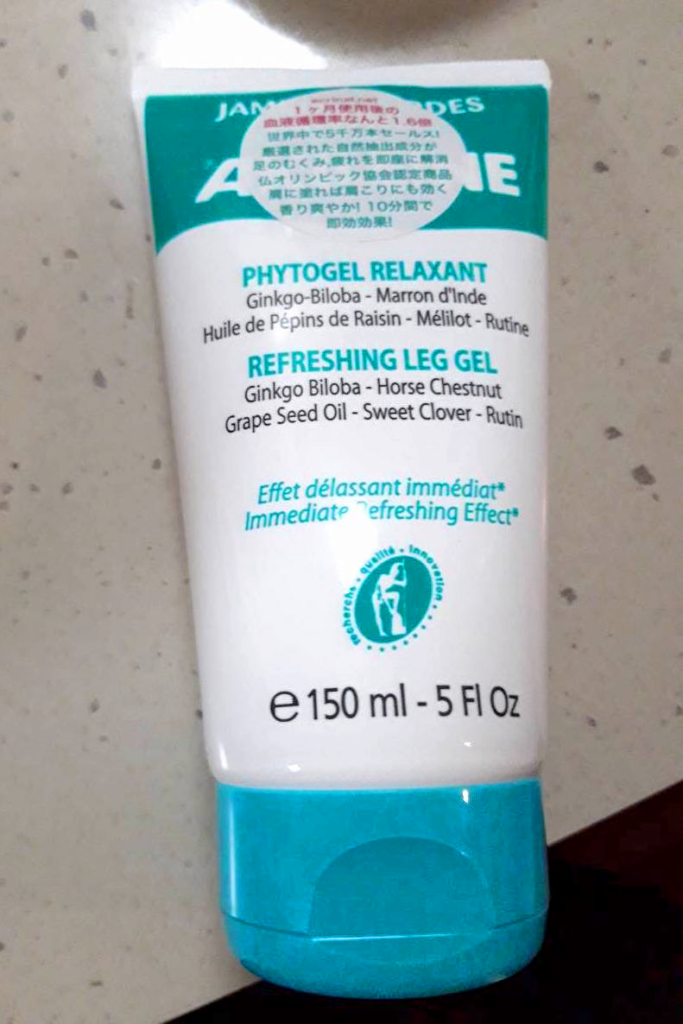 acrinat.net
1ヶ月使用後の
血液循環率なんと1.6倍
世界中で5千万本セールス!
厳選された自然抽出成分が
足のむくみ,疲れを即座に解消
仏オリンピック協会認定商品
肩に塗れば肩こりにも効く
香り爽やか! 10分間で
即効効果!
PHYTOGEL RELAXANT
Ginkgo-Biloba - Marron d'Inde
Huile de Pépins de Raisin - Mélilot - Rutine
REFRESHING LEG GEL
Ginkgo Biloba - Horse Chestnut
Grape Seed Oil - Sweet Clover - Rutin
Effet délassant immédiat*
Immediate Refreshing Effect*
recherche • qualité • innovation
e 150 ml - 5 Fl Oz